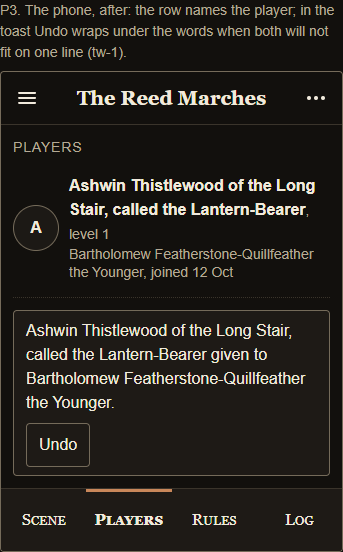 P3. The phone, after: the row names the player; in the
toast Undo wraps under the words when both will not
fit on one line (tw-1).
The Reed Marches
PLAYERS
A
Ashwin Thistlewood of the Long
Stair, called the Lantern-Bearer,
level 1
Bartholomew Featherstone-Quillfeather
the Younger, joined 12 Oct
Ashwin Thistlewood of the Long Stair,
called the Lantern-Bearer given to
Bartholomew Featherstone-Quillfeather
the Younger.
Undo
Scene Players Rules Log